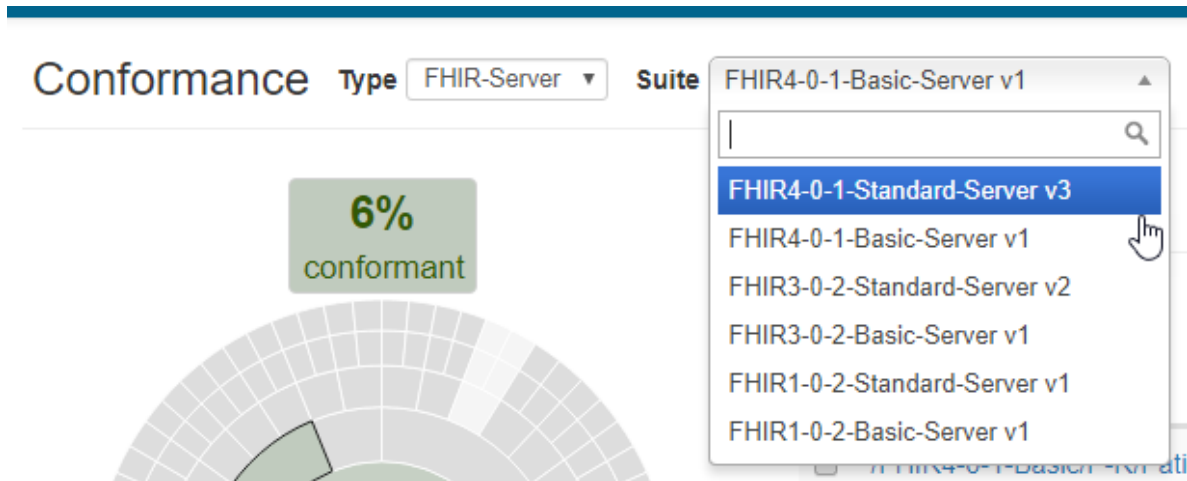 Conformance Type FHIR-Server Suite FHIR4-0-1-Basic-Server v1
6%
conformant
FHIR4-0-1-Standard-Server v3
FHIR4-0-1-Basic-Server v1
FHIR3-0-2-Standard-Server v2
FHIR3-0-2-Basic-Server v1
FHIR1-0-2-Standard-Server v1
FHIR1-0-2-Basic-Server v1